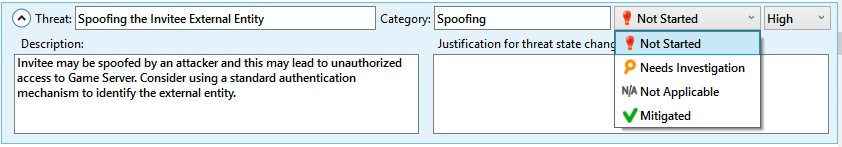 Threat: Spoofing the Invitee External Entity Category: Spoofing Not Started High
Description: Justification for threat state chang
Invitee may be spoofed by an attacker and this may lead to unauthorized
access to Game Server. Consider using a standard authentication
mechanism to identify the external entity.
Not Started
Needs Investigation
N/A Not Applicable
Mitigated